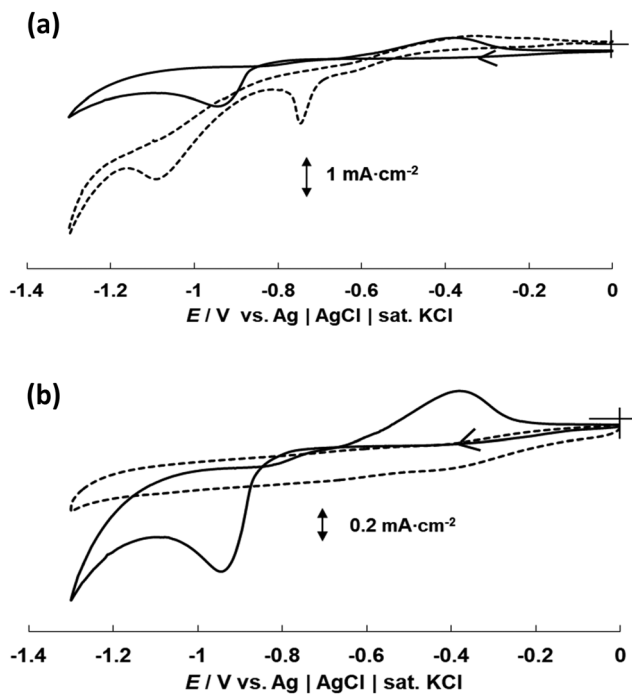 (a)
1 mA·cm⁻²
-1.4 -1.2 -1 -0.8 -0.6 -0.4 -0.2 0
E / V vs. Ag | AgCl | sat. KCl
(b)
0.2 mA·cm⁻²
-1.4 -1.2 -1 -0.8 -0.6 -0.4 -0.2 0
E / V vs. Ag | AgCl | sat. KCl